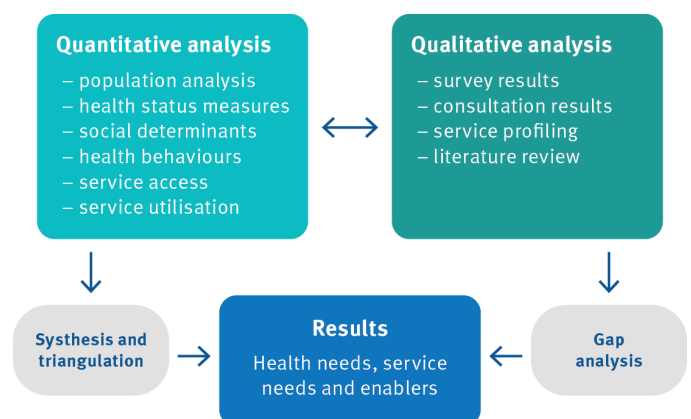 Quantitative analysis
– population analysis
– health status measures
– social determinants
– health behaviours
– service access
– service utilisation
Qualitative analysis
– survey results
– consultation results
– service profiling
– literature review
Systhesis and
triangulation
Results
Health needs, service
needs and enablers
Gap
analysis